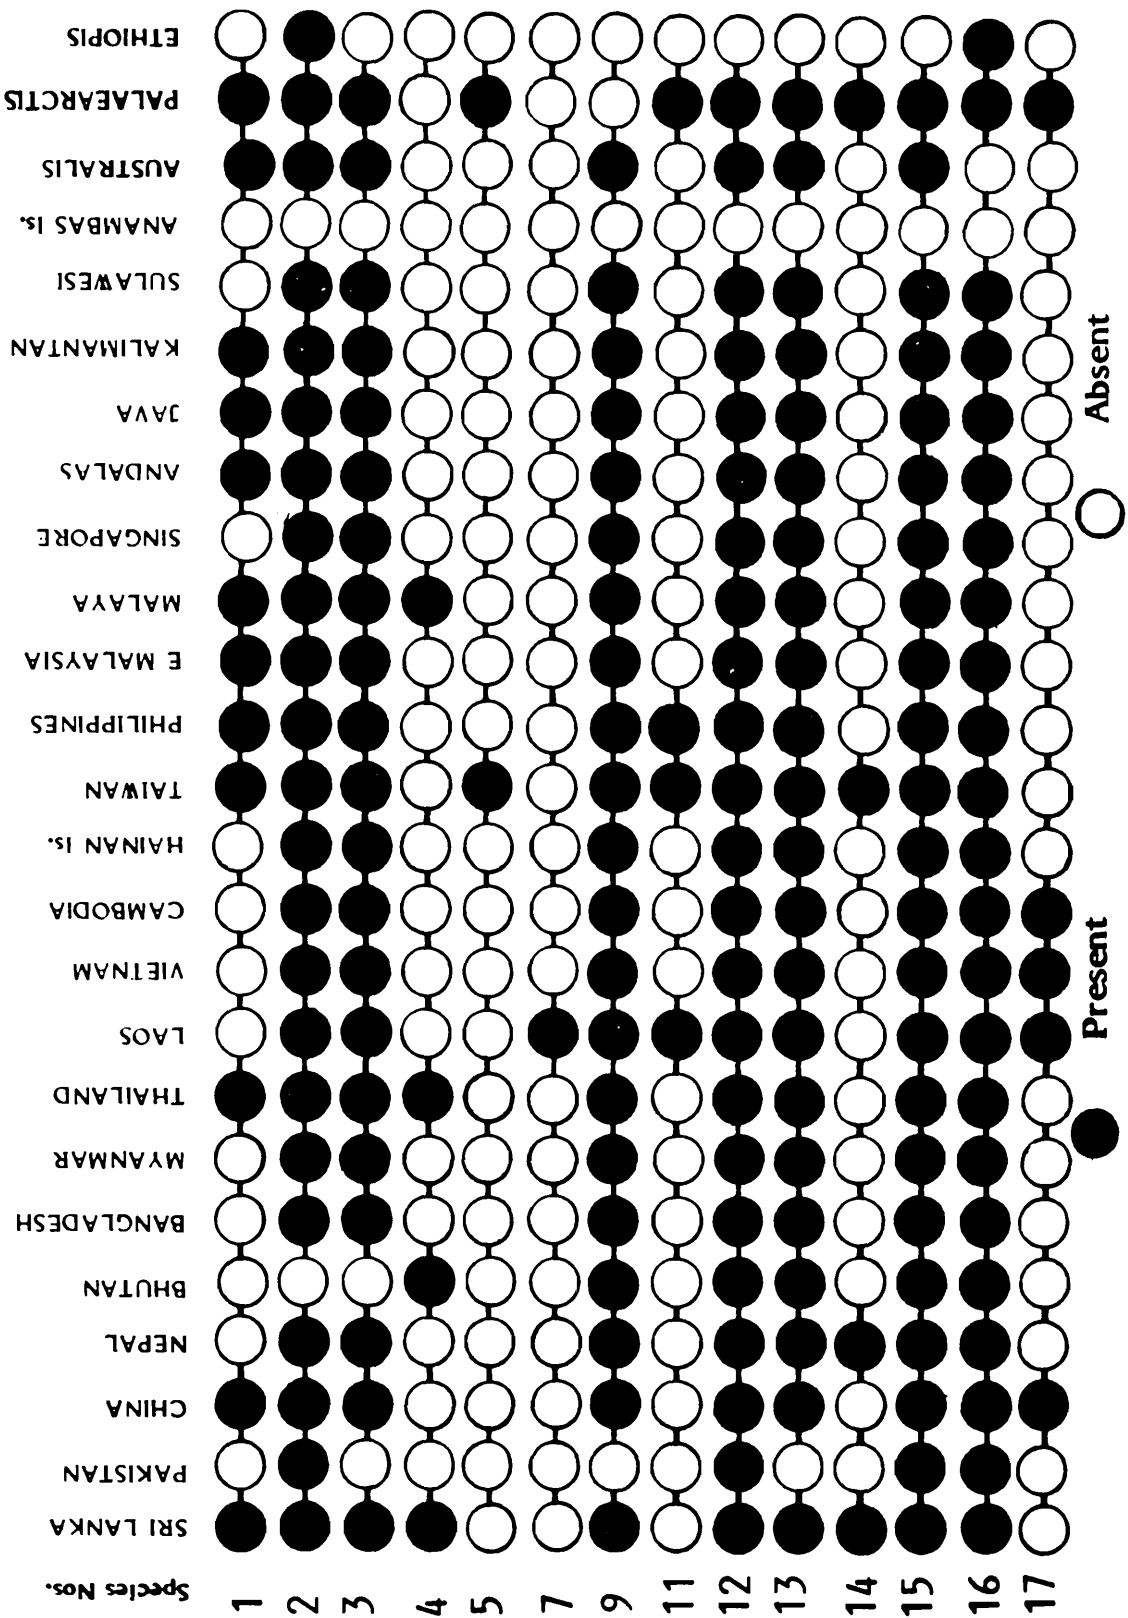 ETHIOPIS
PALAEARCTIS
AUSTRALIS
ANAMBAS Is.
SULAWESI
KALIMANTAN
JAVA
ANDALAS
SINGAPORE
MALAYA
E MALAYSIA
PHILIPPINES
TAIWAN
HAINAN Is.
CAMBODIA
VIETNAM
LAOS
THAILAND
MYANMAR
BANGLADESH
BHUTAN
NEPAL
CHINA
PAKISTAN
SRI LANKA
Species Nos.
1
2
3
4
5
7
9
11
12
13
14
15
16
17
Present
Absent